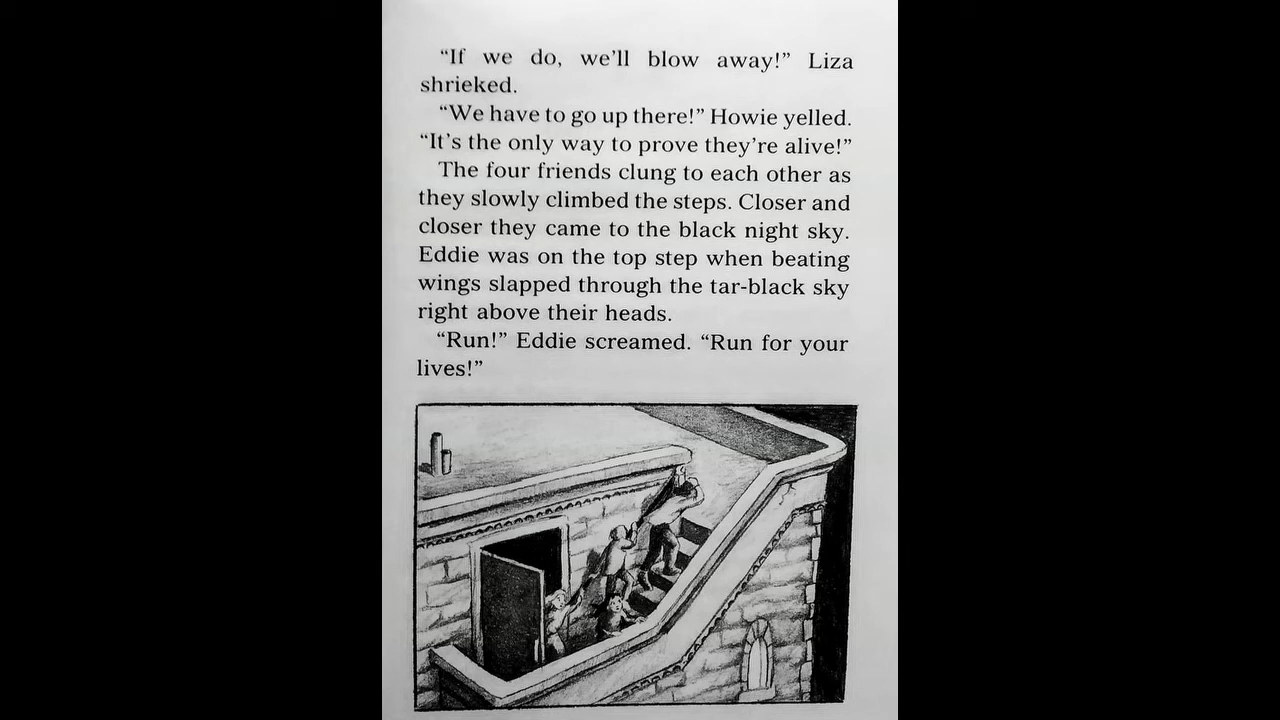 “If we do, we’ll blow away!” Liza
shrieked.
“We have to go up there!” Howie yelled.
“It’s the only way to prove they’re alive!”
The four friends clung to each other as
they slowly climbed the steps. Closer and
closer they came to the black night sky.
Eddie was on the top step when beating
wings slapped through the tar-black sky
right above their heads.
“Run!” Eddie screamed. “Run for your
lives!”